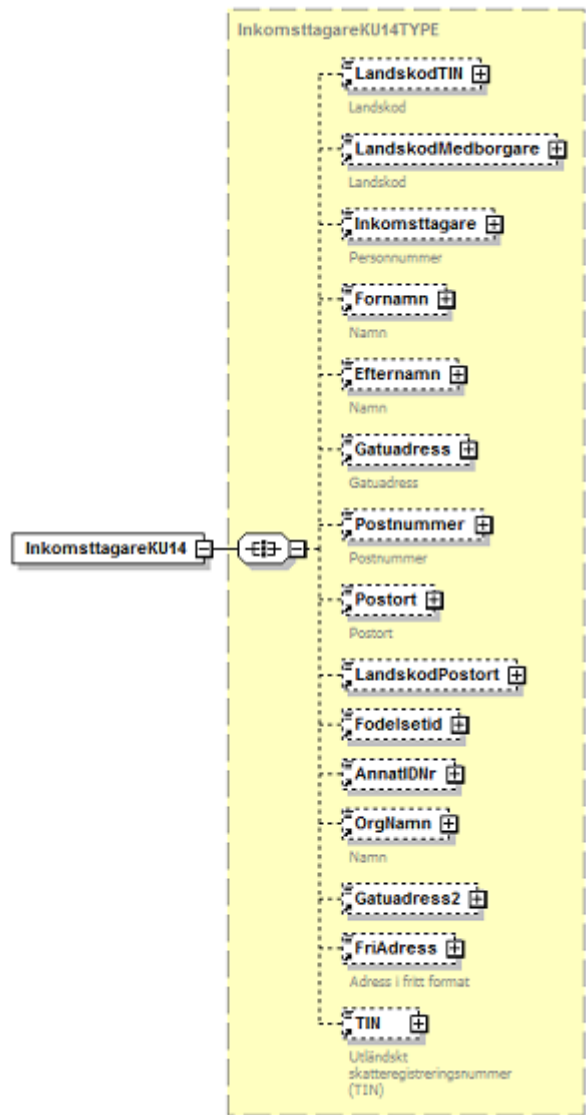 InkomsttagareKU14TYPE
LandskodTIN
Landskod
LandskodMedborgare
Landskod
Inkomsttagare
Personnummer
Fornamn
Namn
Efternamn
Namn
Gatuadress
Gatuadress
InkomsttagareKU14
Postnummer
Postnummer
Postort
Postort
LandskodPostort
Fodelsetid
AnnatIDNr
OrgNamn
Namn
Gatuadress2
FriAdress
Adress i fritt format
TIN
Utländskt
skatteregistreringsnummer
(TIN)